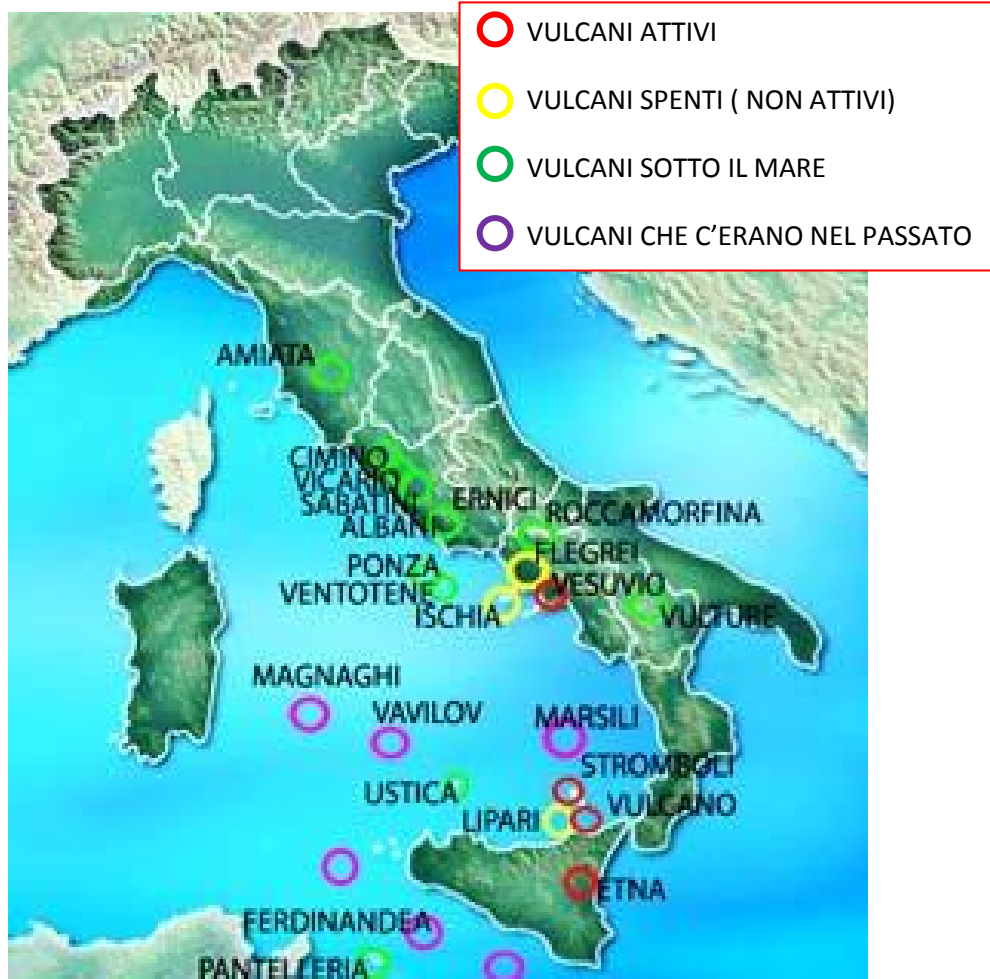 VULCANI ATTIVI
VULCANI SPENTI ( NON ATTIVI)
VULCANI SOTTO IL MARE
VULCANI CHE C’ERANO NEL PASSATO
AMIATA
CIMINO
VICARIO
SABATINI
ALBANI
ERNICI
ROCCAMORFINA
FLEGREI
PONZA
VENTOTENE
VESUVIO
ISCHIA
VULTURE
MAGNAGHI
VAVILOV
MARSILI
STROMBOLI
USTICA
VULCANO
LIPARI
ETNA
FERDINANDEA
PANTELLERIA